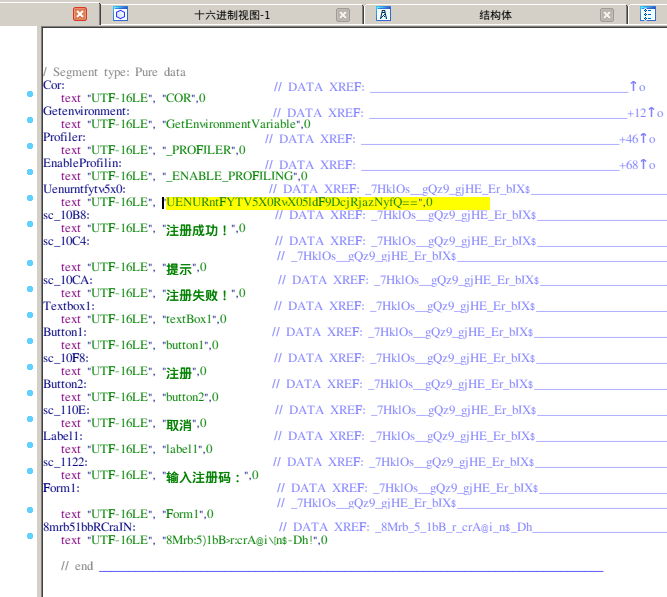 十六进制视图-1
结构体
/ Segment type: Pure data
Cor: // DATA XREF: ↑o
text "UTF-16LE", "COR",0
Getenvironment: // DATA XREF: +12↑o
text "UTF-16LE", "GetEnvironmentVariable",0
Profiler: // DATA XREF: +46↑o
text "UTF-16LE", "_PROFILER",0
EnableProfilin: // DATA XREF: +68↑o
text "UTF-16LE", "_ENABLE_PROFILING",0
Uenurntfytv5x0: // DATA XREF: _7HklOs__gQz9_gjHE_Er_bIX$
text "UTF-16LE", "UENURntFYTV5X0RwX05ldF9DcjRjazNyfQ==",0
sc_10B8: // DATA XREF: _7HklOs__gQz9_gjHE_Er_bIX$
text "UTF-16LE", "注册成功！",0
sc_10C4: // DATA XREF: _7HklOs__gQz9_gjHE_Er_bIX$
// _7HklOs__gQz9_gjHE_Er_bIX$
text "UTF-16LE", "提示",0
sc_10CA: // DATA XREF: _7HklOs__gQz9_gjHE_Er_bIX$
text "UTF-16LE", "注册失败！",0
Textbox1: // DATA XREF: _7HklOs__gQz9_gjHE_Er_bIX$
text "UTF-16LE", "textBox1",0
Button1: // DATA XREF: _7HklOs__gQz9_gjHE_Er_bIX$
text "UTF-16LE", "button1",0
sc_10F8: // DATA XREF: _7HklOs__gQz9_gjHE_Er_bIX$
text "UTF-16LE", "注册",0
Button2: // DATA XREF: _7HklOs__gQz9_gjHE_Er_bIX$
text "UTF-16LE", "button2",0
sc_110E: // DATA XREF: _7HklOs__gQz9_gjHE_Er_bIX$
text "UTF-16LE", "取消",0
Label1: // DATA XREF: _7HklOs__gQz9_gjHE_Er_bIX$
text "UTF-16LE", "label1",0
sc_1122: // DATA XREF: _7HklOs__gQz9_gjHE_Er_bIX$
text "UTF-16LE", "输入注册码：",0
Form1: // DATA XREF: _7HklOs__gQz9_gjHE_Er_bIX$
// _7HklOs__gQz9_gjHE_Er_bIX$
text "UTF-16LE", "Form1",0
8mrb51bbRCraJN: // DATA XREF: _8Mrb_5_1bB_r_crA@i_n$_Dh
text "UTF-16LE", "8Mrb:5)1bB>r:crA@i\[n$-Dh!",0
// end